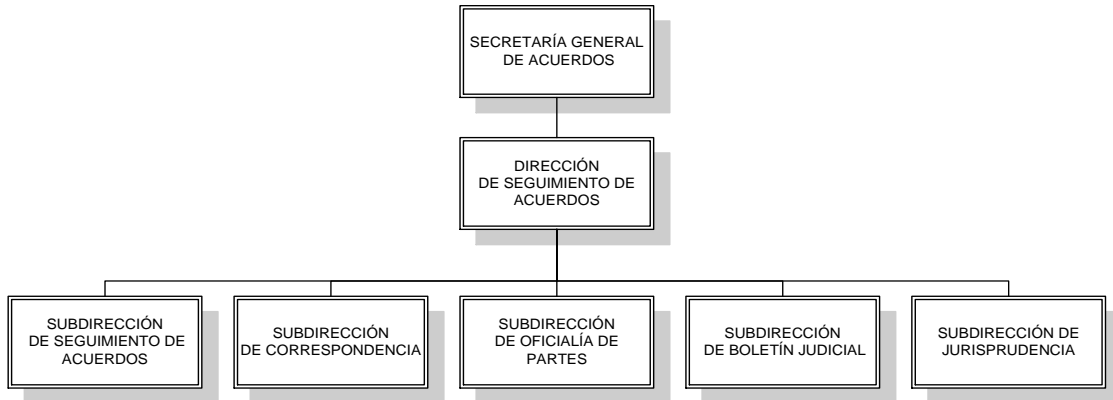 SECRETARÍA GENERAL
DE ACUERDOS
DIRECCIÓN
DE SEGUIMIENTO DE
ACUERDOS
SUBDIRECCIÓN
DE SEGUIMIENTO DE
ACUERDOS
SUBDIRECCIÓN
DE CORRESPONDENCIA
SUBDIRECCIÓN
DE OFICIALÍA DE
PARTES
SUBDIRECCIÓN
DE BOLETÍN JUDICIAL
SUBDIRECCIÓN DE
JURISPRUDENCIA